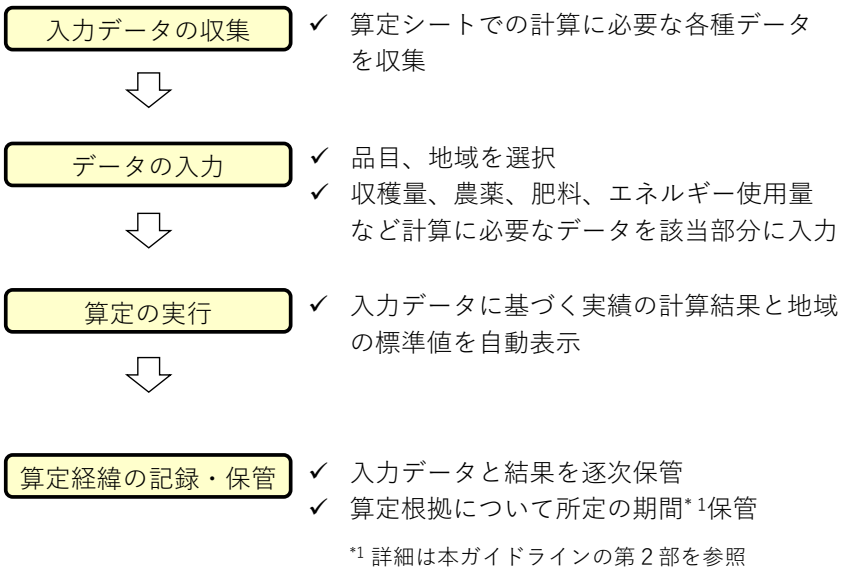 入力データの収集
✓ 算定シートでの計算に必要な各種データ
を収集
データの入力
✓ 品目、地域を選択
✓ 収穫量、農薬、肥料、エネルギー使用量
など計算に必要なデータを該当部分に入力
算定の実行
✓ 入力データに基づく実績の計算結果と地域
の標準値を自動表示
算定経緯の記録・保管
✓ 入力データと結果を逐次保管
✓ 算定根拠について所定の期間*1保管
*1 詳細は本ガイドラインの第２部を参照